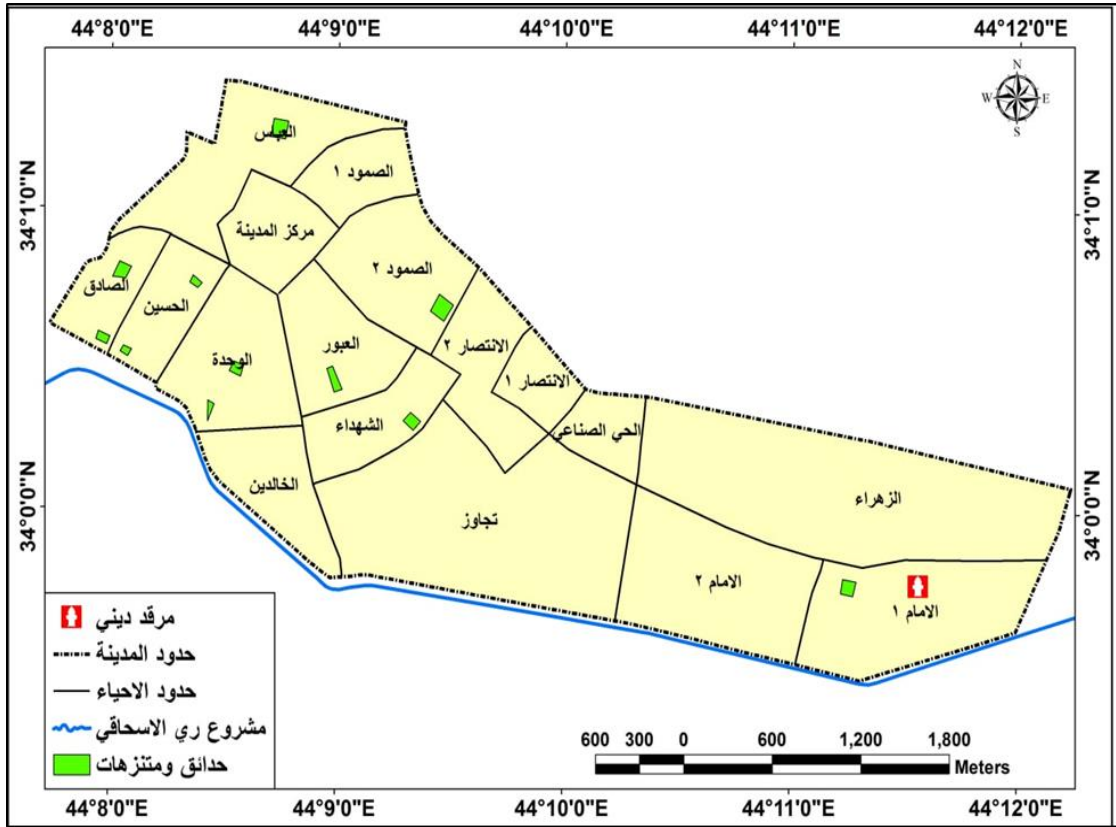 44°8'0"E 44°9'0"E 44°10'0"E 44°11'0"E 44°12'0"E
N
W E
S
34°1'0"N 34°1'0"N
34°0'0"N 34°0'0"N
العباس
الصمود ١
مركز المدينة
الصمود ٢
الصادق
الحسين
الانتصار ٢
العبور
الوحدة
الانتصار ١
الشهداء
الحي الصناعي
الخالدين
الزهراء
تجاوز
الامام ٢
الامام ١
مرقد ديني
حدود المدينة
حدود الاحياء
مشروع ري الاسحاقي
حدائق ومتنزهات
600 300 0 600 1,200 1,800
Meters
44°8'0"E 44°9'0"E 44°10'0"E 44°11'0"E 44°12'0"E